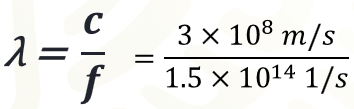 λ = c/f = 3 × 10⁸ m/s / 1.5 × 10¹⁴ 1/s